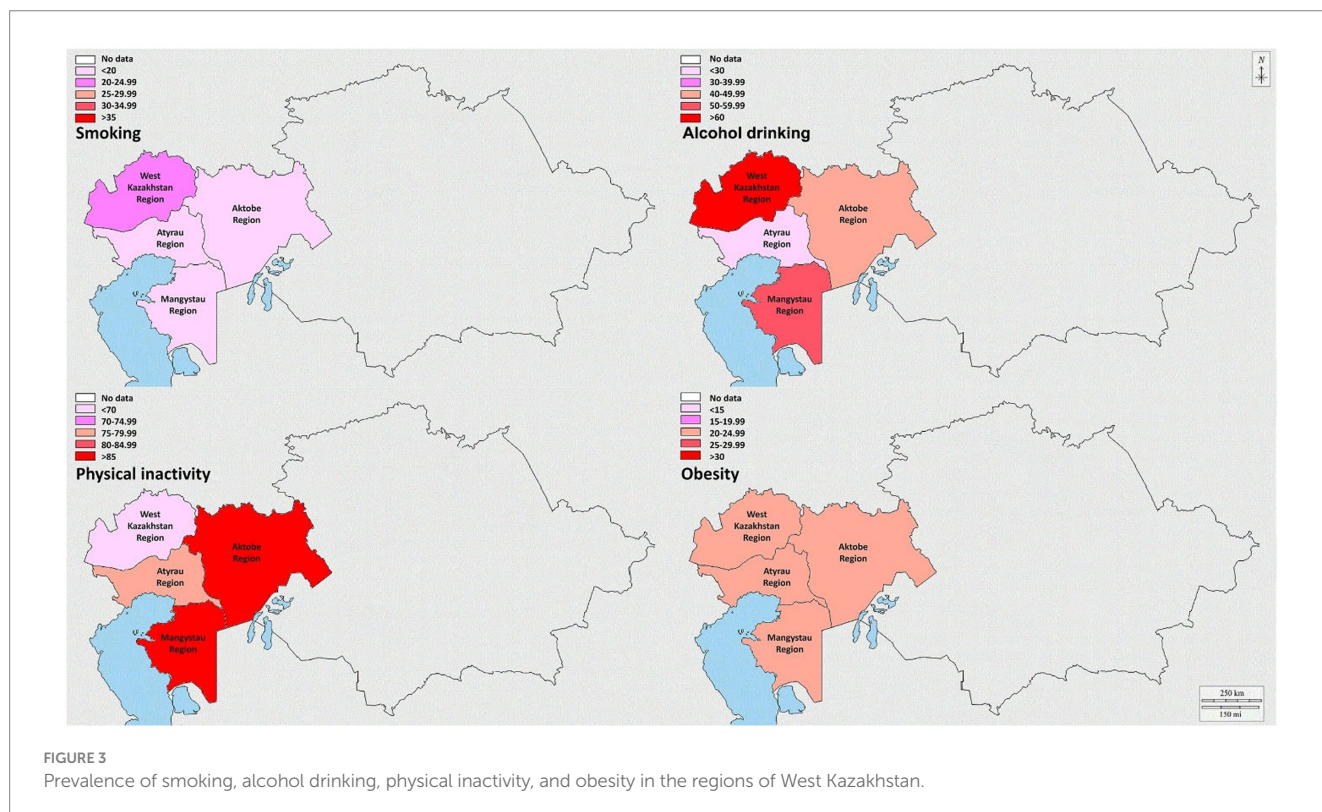 No data
<20
20-24.99
25-29.99
30-34.99
>35
Smoking
West
Kazakhstan
Region
Aktobe
Region
Atyrau
Region
Mangystau
Region
No data
<30
30-39.99
40-49.99
50-59.99
>60
Alcohol drinking
N
West
Kazakhstan
Region
Aktobe
Region
Atyrau
Region
Mangystau
Region
No data
<70
70-74.99
75-79.99
80-84.99
>85
Physical inactivity
West
Kazakhstan
Region
Aktobe
Region
Atyrau
Region
Mangystau
Region
No data
<15
15-19.99
20-24.99
25-29.99
>30
Obesity
West
Kazakhstan
Region
Aktobe
Region
Atyrau
Region
Mangystau
Region
250 km
150 mi
FIGURE 3
Prevalence of smoking, alcohol drinking, physical inactivity, and obesity in the regions of West Kazakhstan.